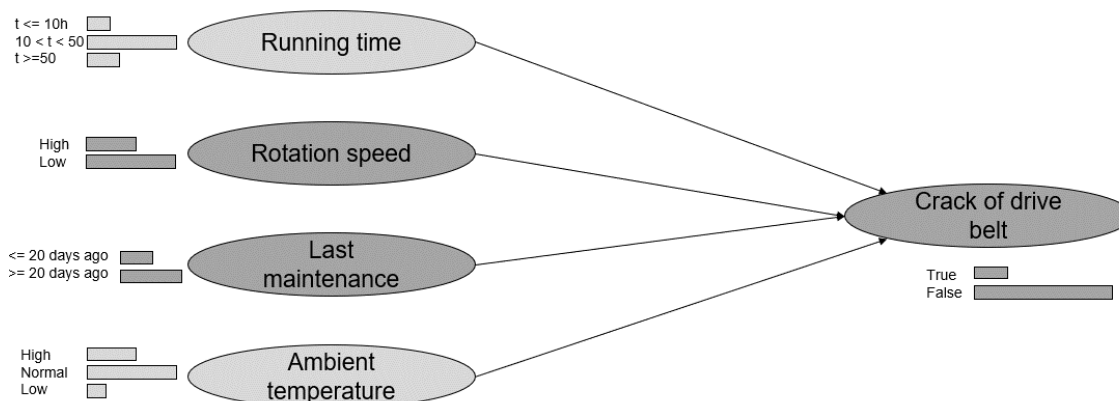 t <= 10h
10 < t < 50
t >=50
Running time
High
Low
Rotation speed
<= 20 days ago
>= 20 days ago
Last
maintenance
High
Normal
Low
Ambient
temperature
Crack of drive
belt
True
False